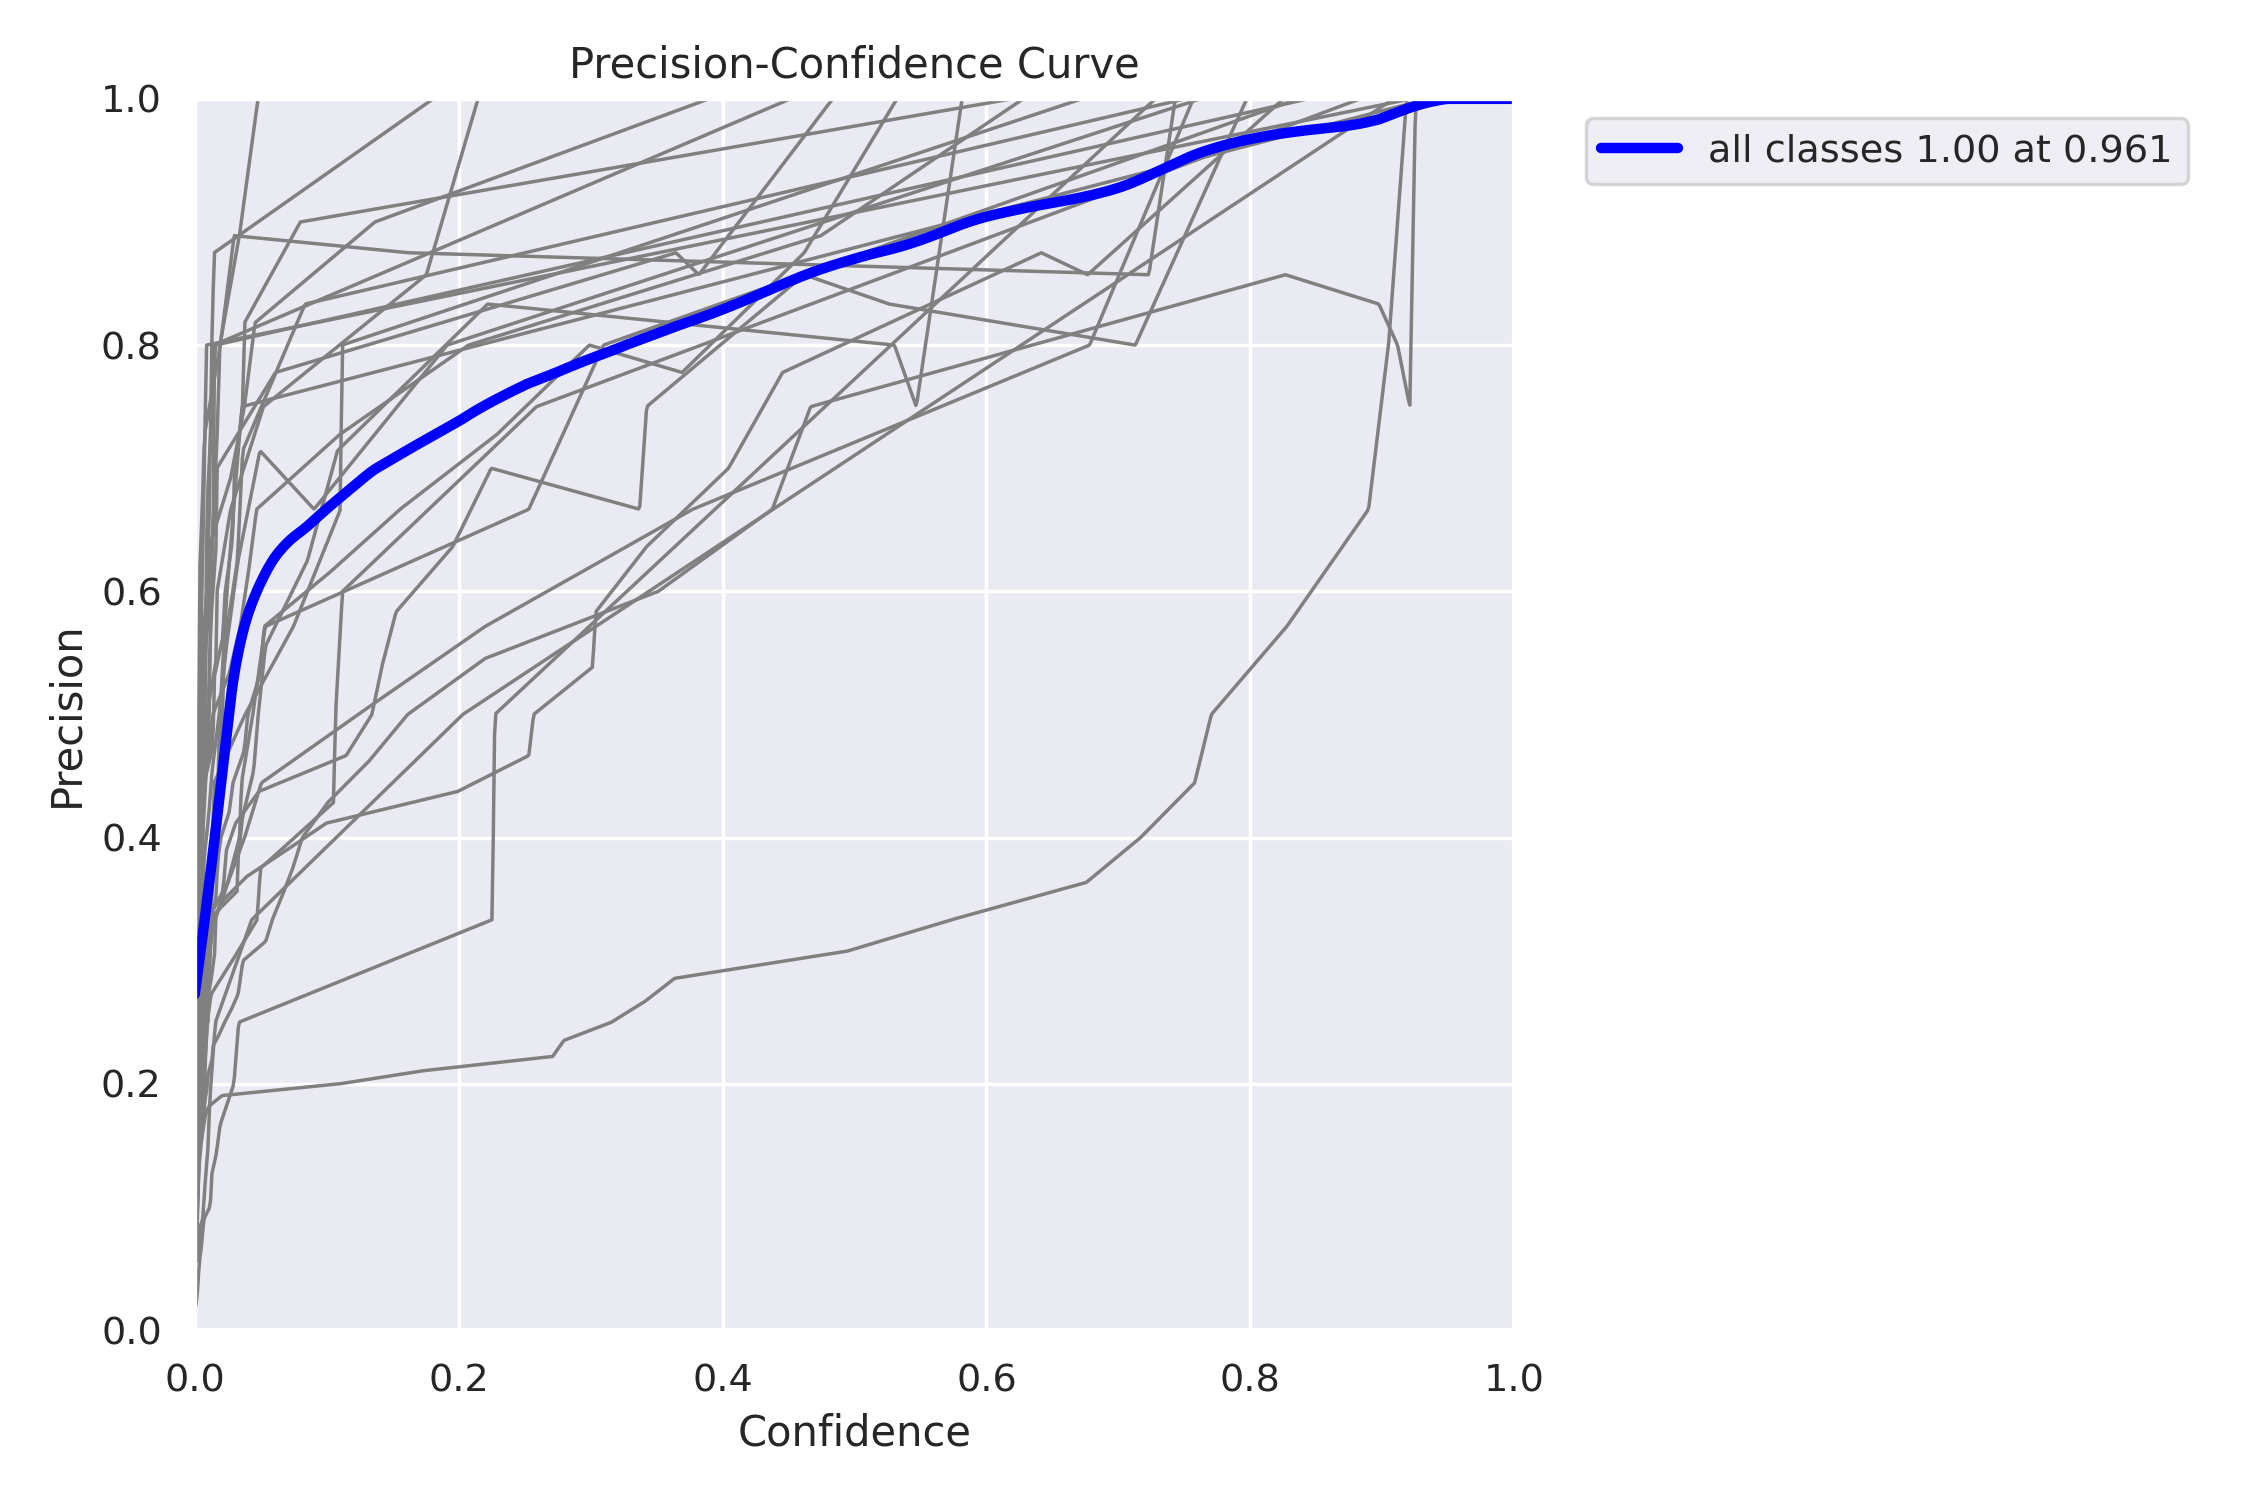 Precision-Confidence Curve
1.0
0.8
0.6
0.4
0.2
0.0
Precision
0.0 0.2 0.4 0.6 0.8 1.0
Confidence
all classes 1.00 at 0.961